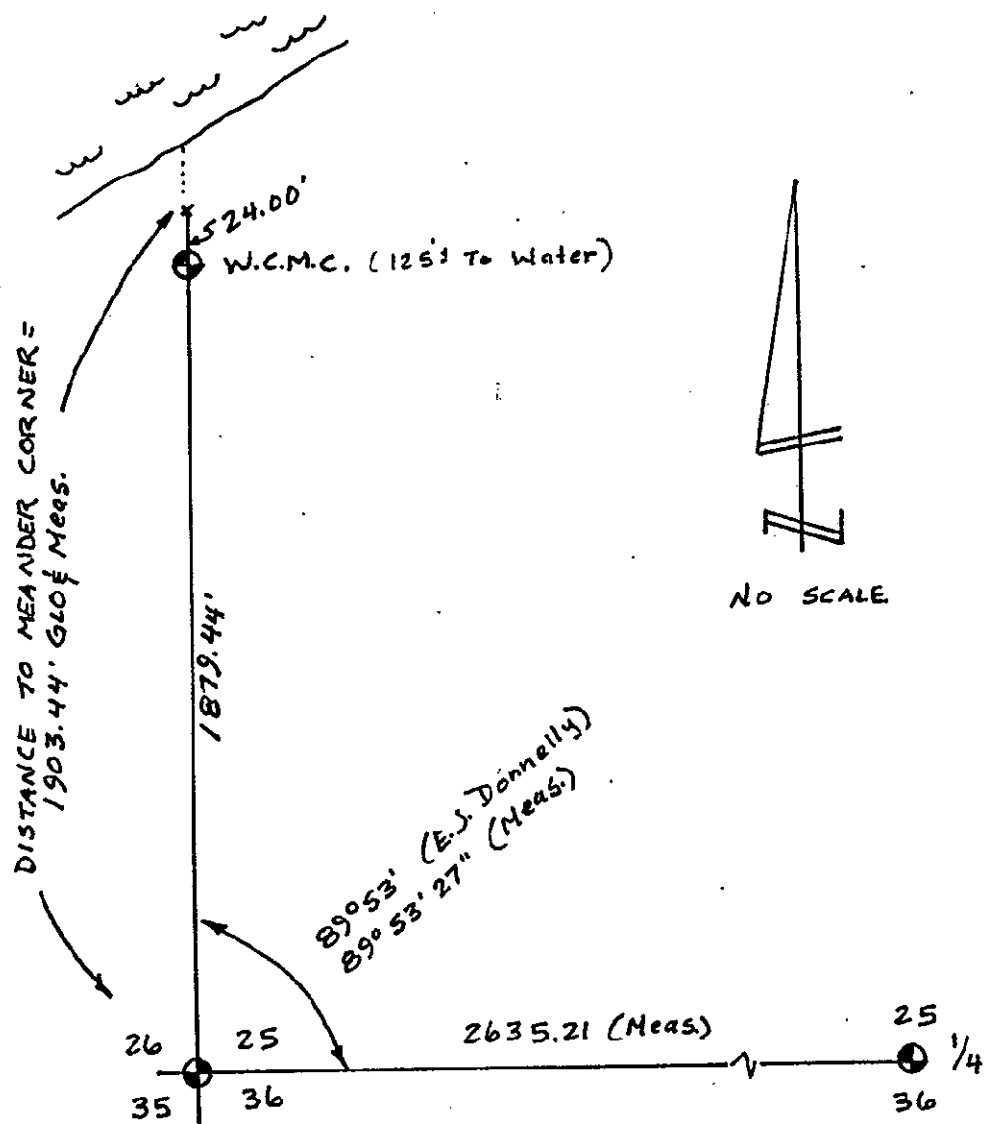 24.00'
W.C.M.C. (125'± To Water)
DISTANCE TO MEANDER CORNER =
1903.44' GLO & Meas.
NO SCALE
1879.44'
89°53' (E.J. Donnelly)
89°53'27" (Meas.)
26 25
2635.21 (Meas.)
25
1/4
35 36
36